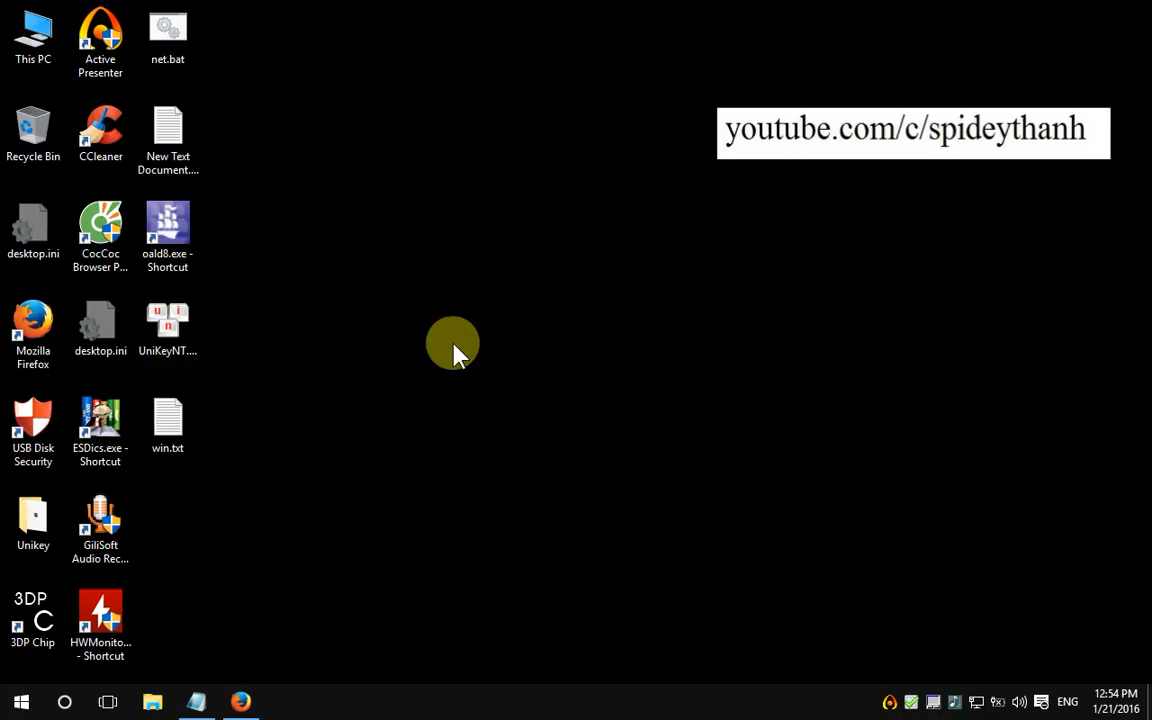 This PC
Active
Presenter
net.bat
youtube.com/c/spideythanh
Recycle Bin
CCleaner
New Text
Document....
desktop.ini
CocCoc
Browser P...
oald8.exe -
Shortcut
Mozilla
Firefox
desktop.ini
u i
n
UniKeyNT....
USB Disk
Security
ESDics.exe -
Shortcut
win.txt
Unikey
GiliSoft
Audio Rec...
3DP
C
3DP Chip
HWMonito...
- Shortcut
ENG
12:54 PM
1/21/2016